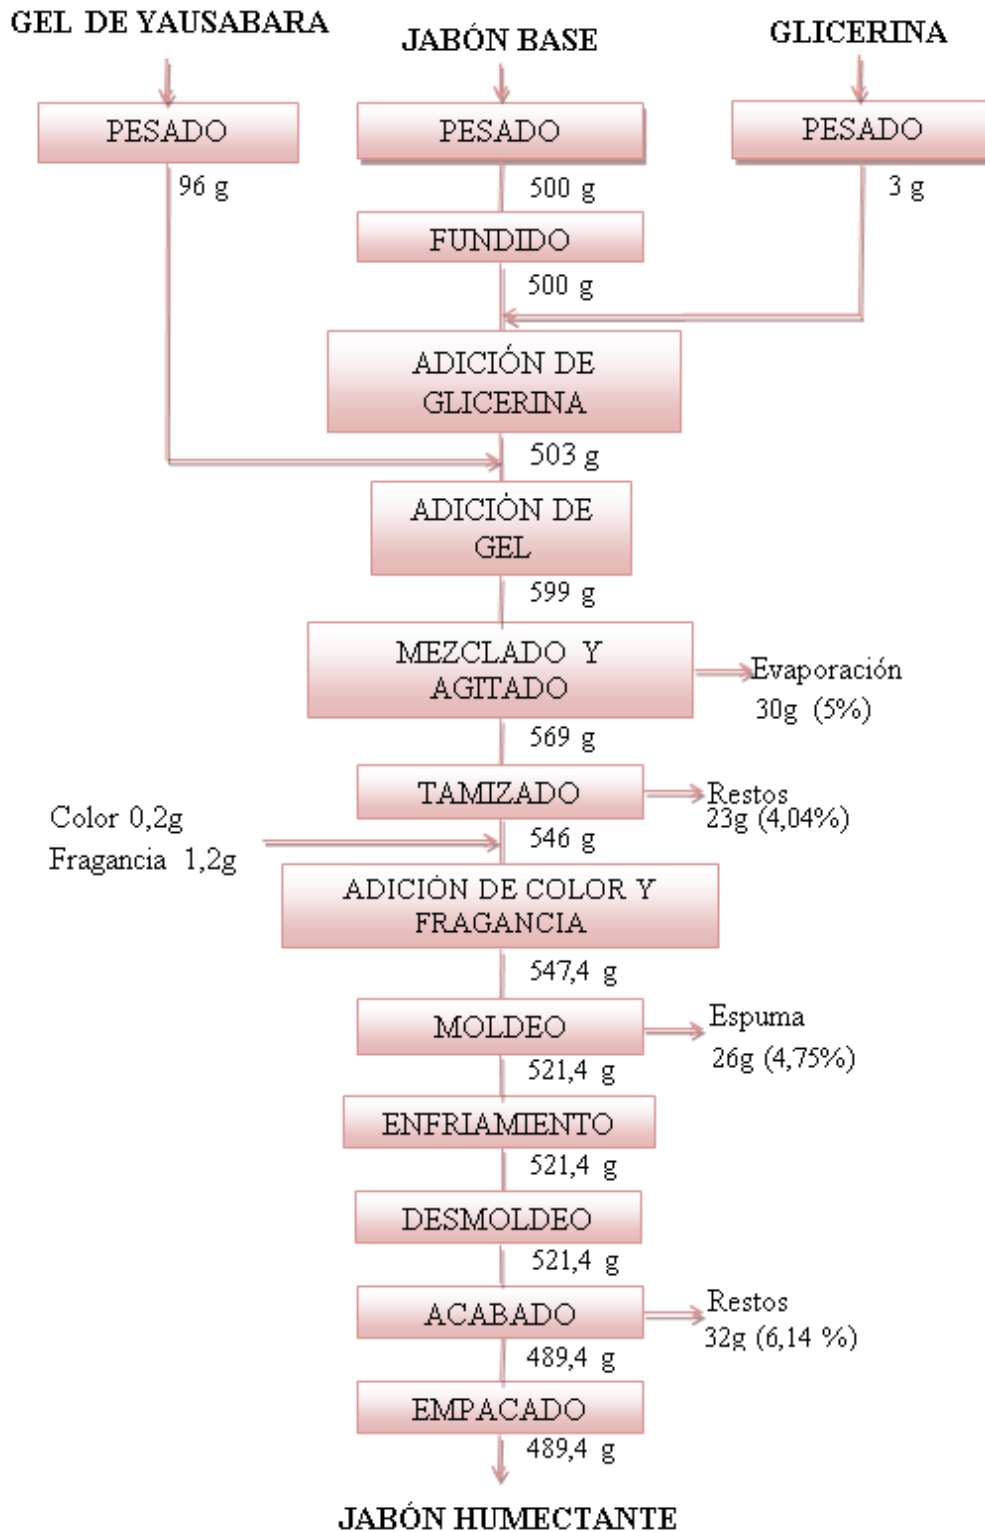 GEL DE YAUSABARA
JABÓN BASE
GLICERINA
PESADO
PESADO
PESADO
96 g
500 g
3 g
FUNDIDO
500 g
ADICIÓN DE
GLICERINA
503 g
ADICIÓN DE
GEL
599 g
MEZCLADO Y
AGITADO
Evaporación
30g (5%)
569 g
TAMIZADO
Restos
23g (4,04%)
Color 0,2g
Fragancia 1,2g
546 g
ADICIÓN DE COLOR Y
FRAGANCIA
547,4 g
MOLDEO
Espuma
26g (4,75%)
521,4 g
ENFRIAMIENTO
521,4 g
DESMOLDEO
521,4 g
ACABADO
Restos
32g (6,14 %)
489,4 g
EMPACADO
489,4 g
JABÓN HUMECTANTE